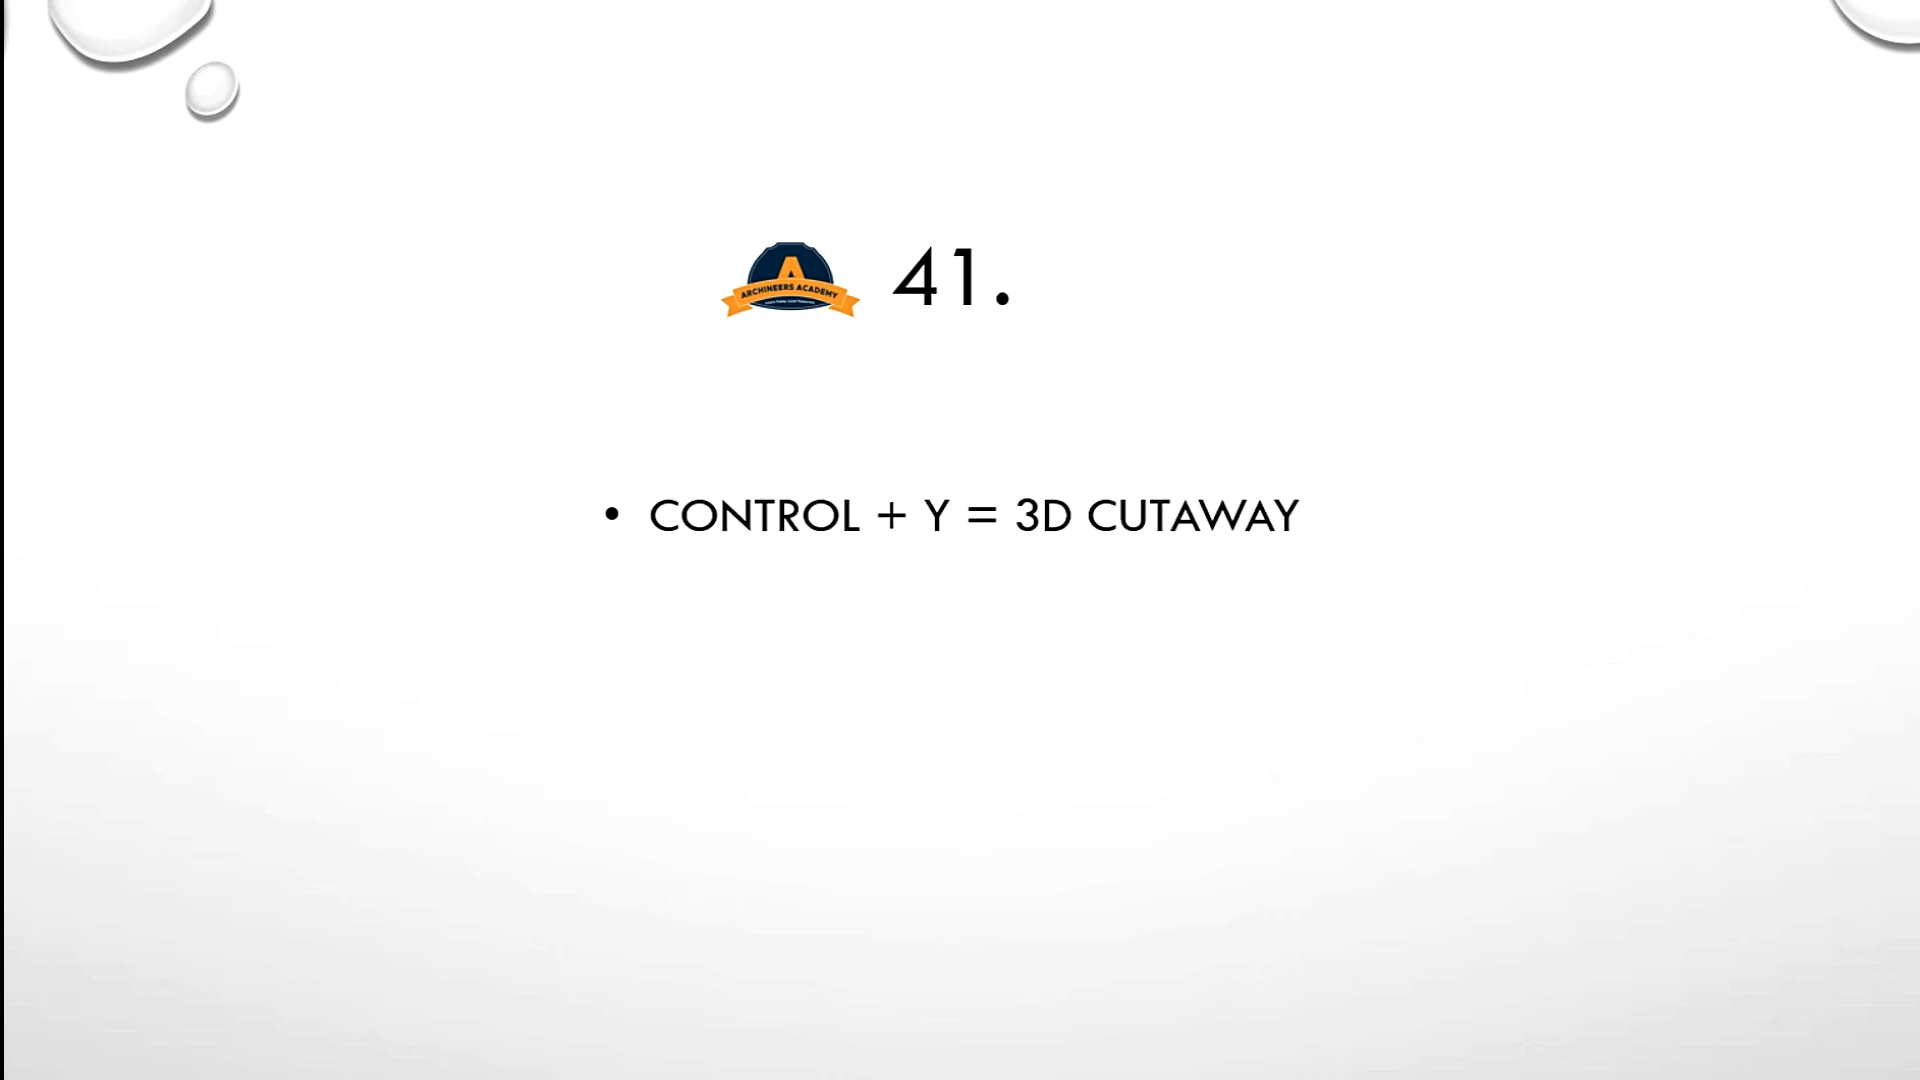 ARCHINEERS ACADEMY
41.
• CONTROL + Y = 3D CUTAWAY